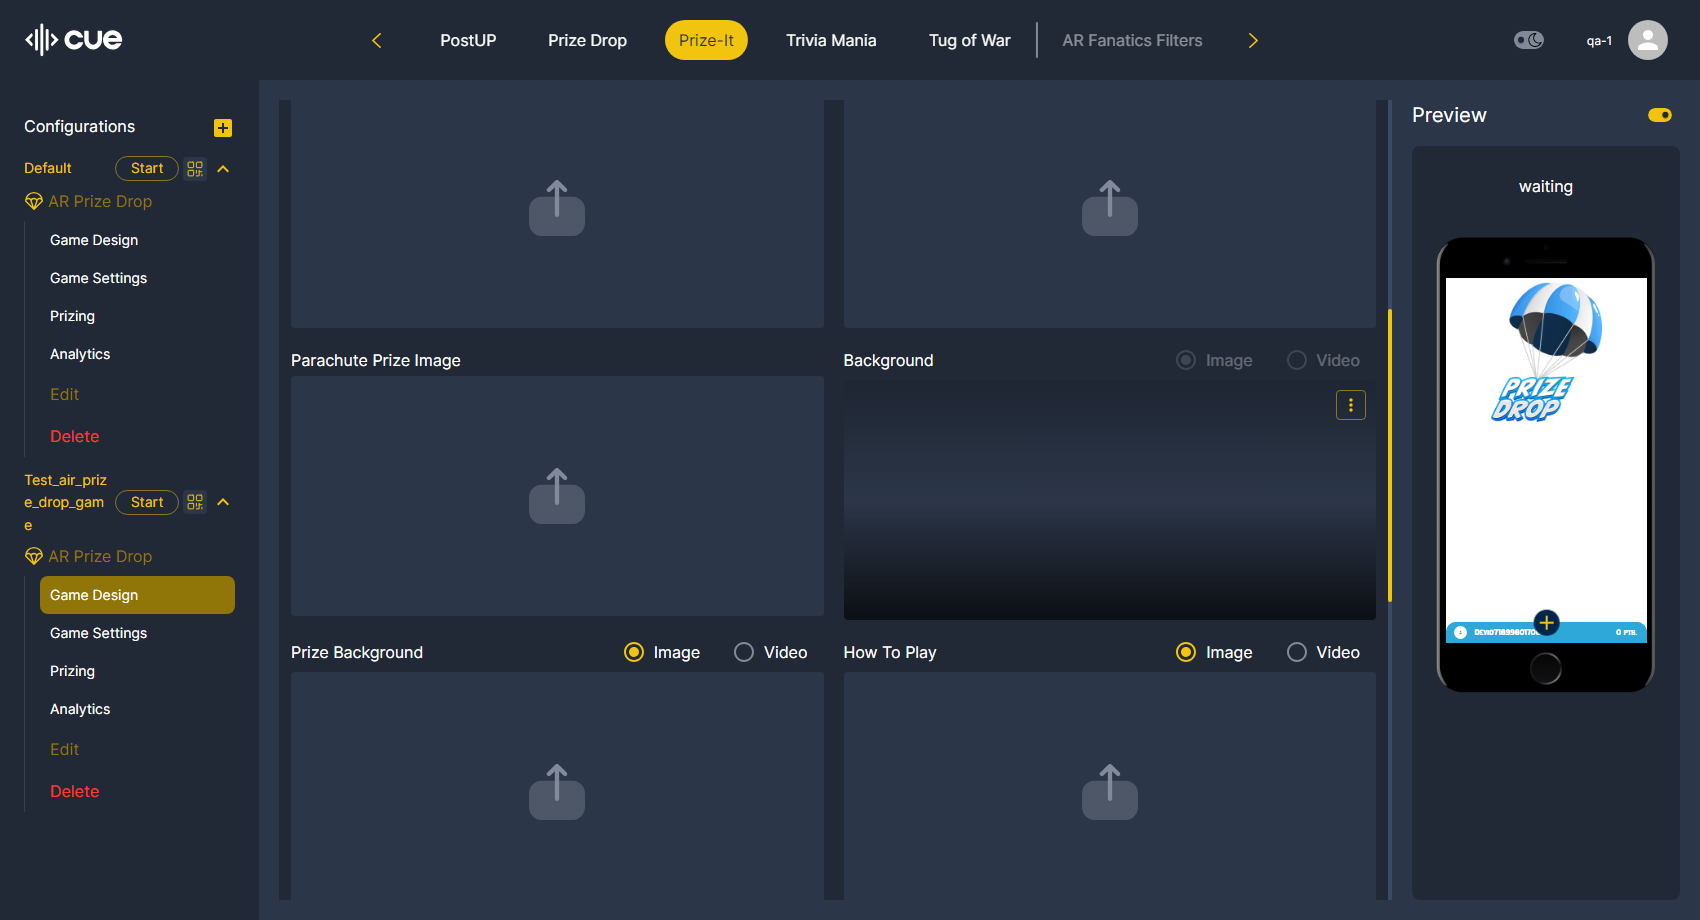 cue
PostUP
Prize Drop
Prize-It
Trivia Mania
Tug of War
AR Fanatics Filters
qa-1
Configurations
Default
Start
AR Prize Drop
Game Design
Game Settings
Prizing
Analytics
Edit
Delete
Test_air_priz
e_drop_gam
e
Start
AR Prize Drop
Game Design
Game Settings
Prizing
Analytics
Edit
Delete
Parachute Prize Image
Background
Image
Video
Prize Background
Image
Video
How To Play
Image
Video
Preview
waiting
PRIZE
DROP
0 PTS.